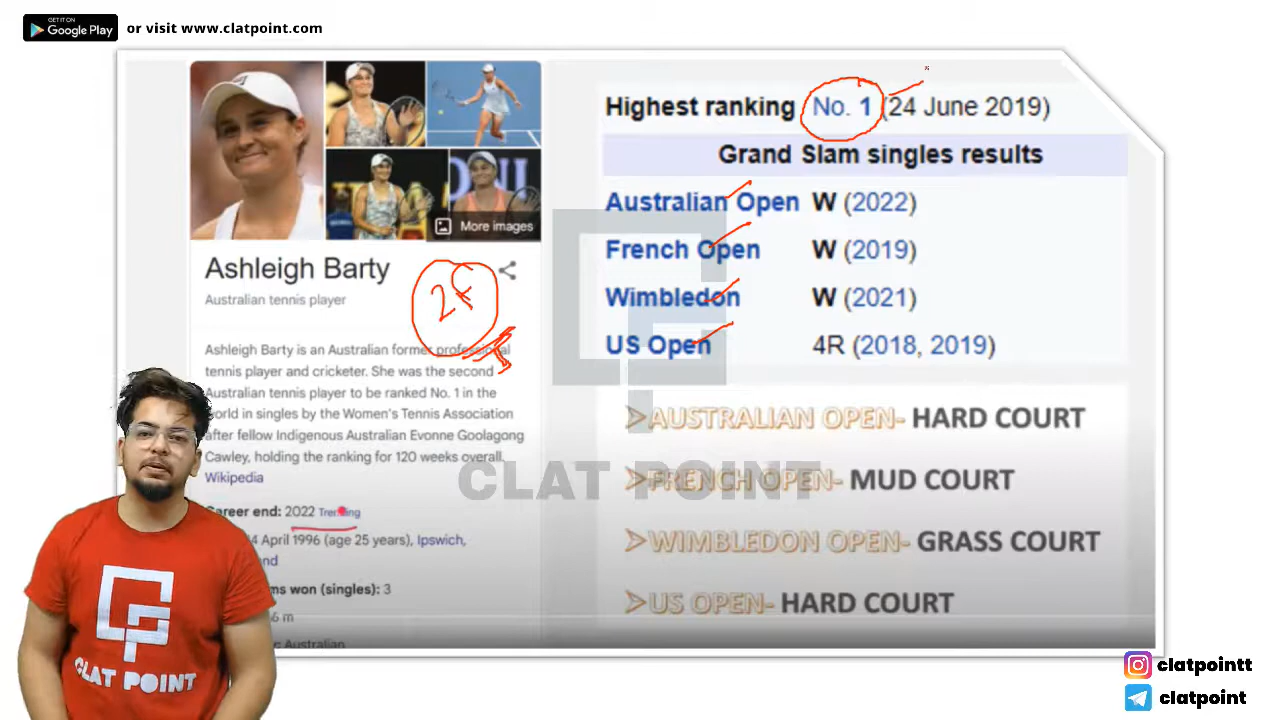 GET IT ON
Google Play
or visit www.clatpoint.com
More images
Ashleigh Barty
Australian tennis player
Ashleigh Barty is an Australian former professional
tennis player and cricketer. She was the second
Australian tennis player to be ranked No. 1 in the
world in singles by the Women's Tennis Association
after fellow Indigenous Australian Evonne Goolagong
Cawley, holding the ranking for 120 weeks overall.
Wikipedia
Career end: 2022 Trending
April 1996 (age 25 years), Ipswich,
won (singles): 3
m
Australian
Highest ranking No. 1 (24 June 2019)
Grand Slam singles results
Australian Open W (2022)
French Open W (2019)
Wimbledon W (2021)
US Open 4R (2018, 2019)
➢AUSTRALIAN OPEN- HARD COURT
➢FRENCH OPEN- MUD COURT
➢WIMBLEDON OPEN- GRASS COURT
➢US OPEN- HARD COURT
CLAT POINT
CLAT POINT
clatpointt
clatpoint